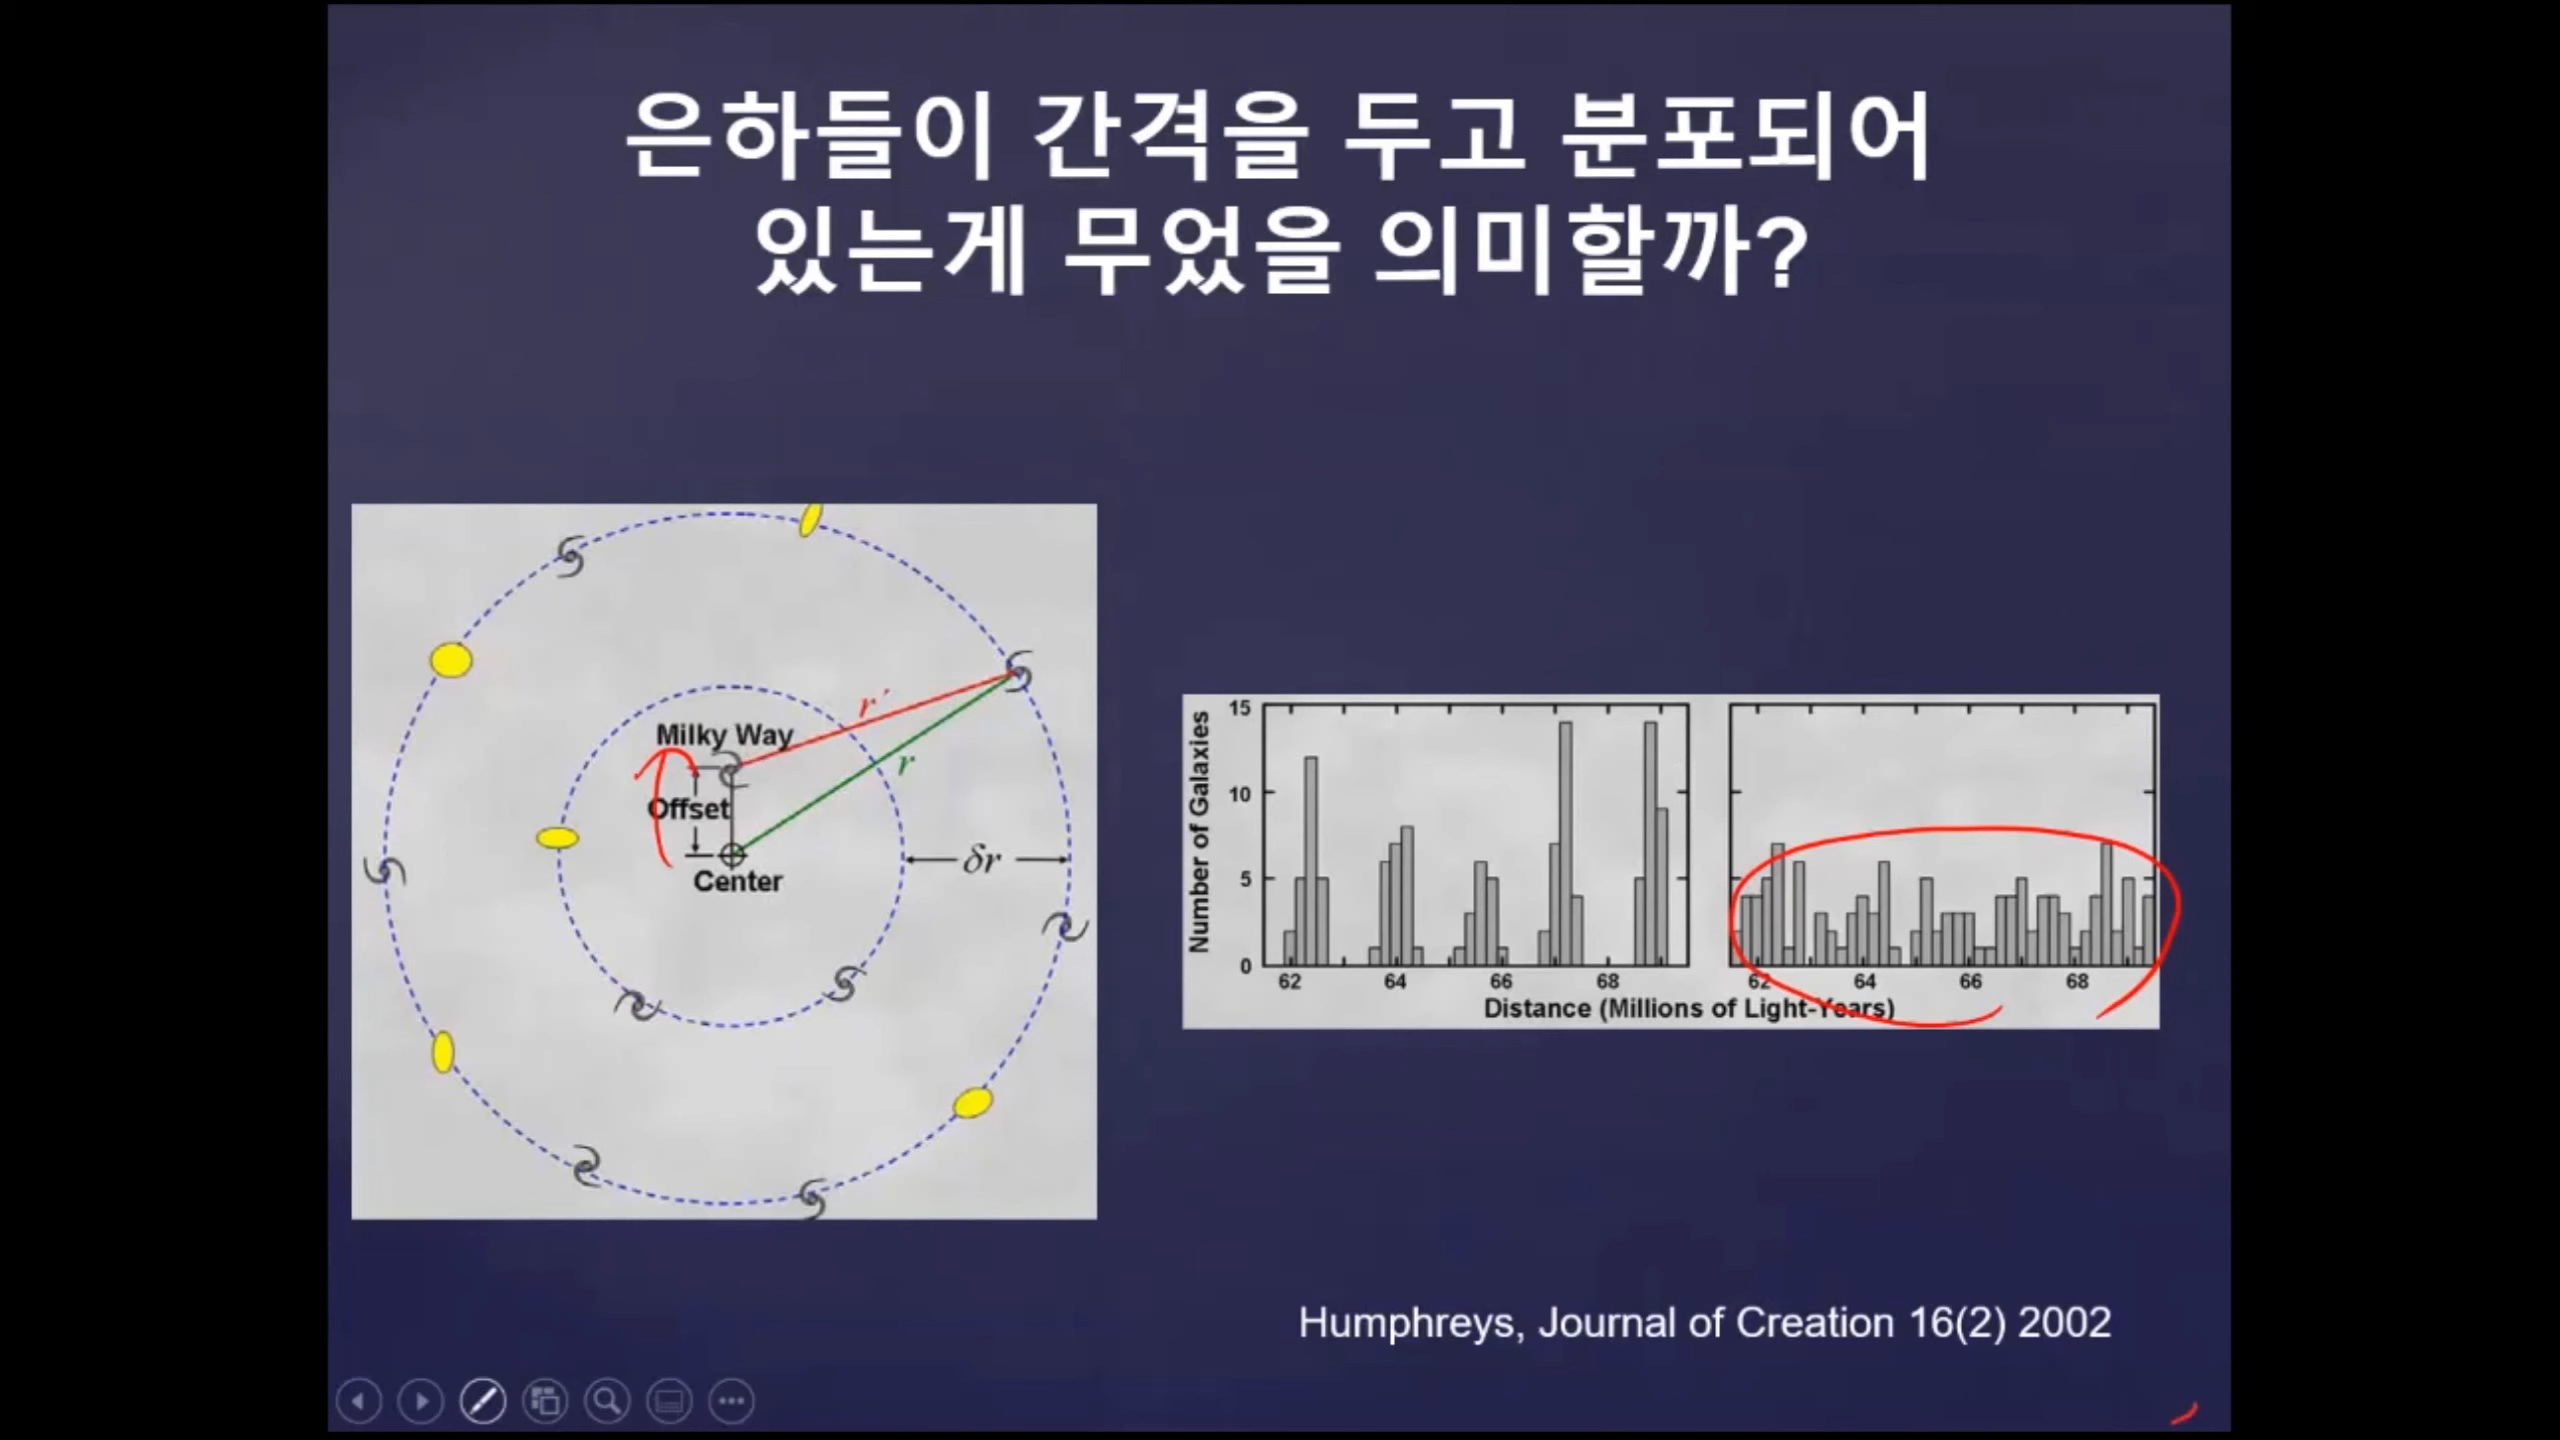 은하들이 간격을 두고 분포되어
있는게 무었을 의미할까?
Milky Way
r´
r
Offset
Center
δr
Number of Galaxies
15
10
5
0
62 64 66 68
62 64 66 68
Distance (Millions of Light-Years)
Humphreys, Journal of Creation 16(2) 2002